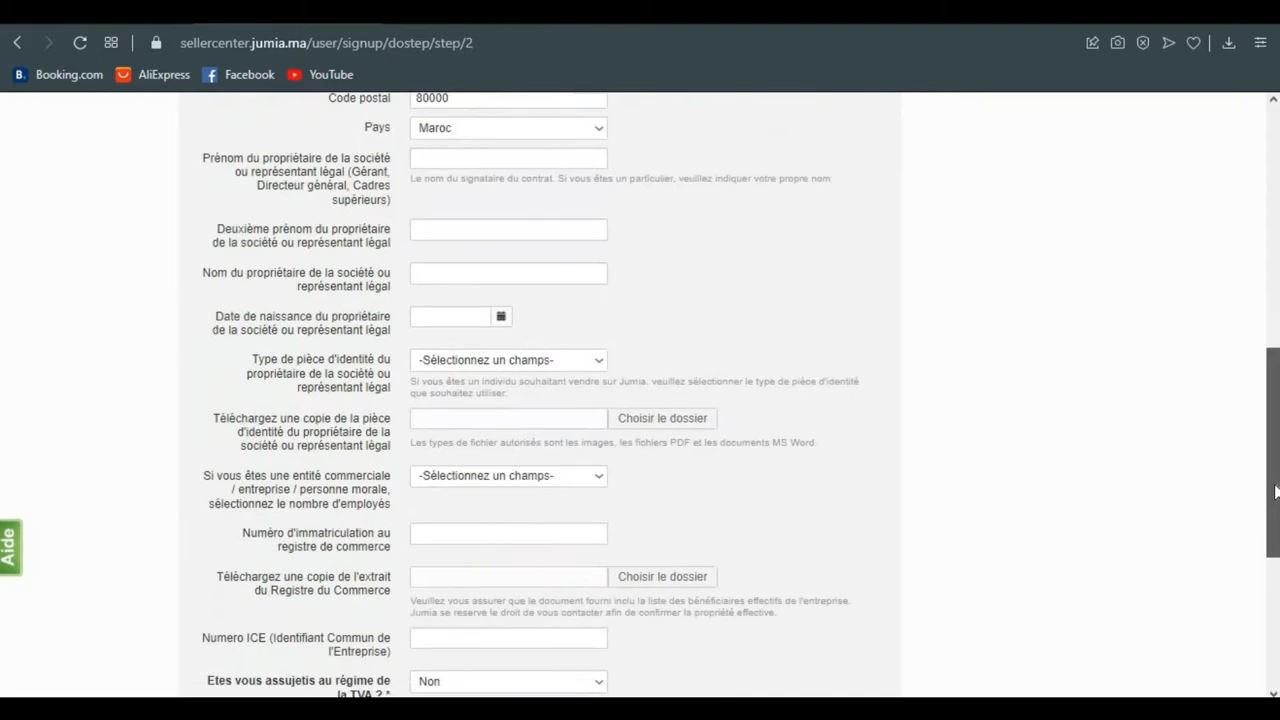 sellercenter.jumia.ma/user/signup/dostep/step/2
B. Booking.com AliExpress Facebook YouTube
Code postal 80000
Pays Maroc
Prénom du propriétaire de la société
ou représentant légal (Gérant,
Directeur général, Cadres
supérieurs)
Le nom du signataire du contrat. Si vous êtes un particulier, veuillez indiquer votre propre nom
Deuxième prénom du propriétaire
de la société ou représentant légal
Nom du propriétaire de la société ou
représentant légal
Date de naissance du propriétaire
de la société ou représentant légal
Type de pièce d'identité du
propriétaire de la société ou
représentant légal
-Sélectionnez un champs-
Si vous êtes un individu souhaitant vendre sur Jumia, veuillez sélectionner le type de pièce d'identité
que souhaitez utiliser.
Téléchargez une copie de la pièce
d'identité du propriétaire de la
société ou représentant légal
Choisir le dossier
Les types de fichier autorisés sont les images, les fichiers PDF et les documents MS Word.
Si vous êtes une entité commerciale
/ entreprise / personne morale,
sélectionnez le nombre d'employés
-Sélectionnez un champs-
Numéro d'immatriculation au
registre de commerce
Téléchargez une copie de l'extrait
du Registre du Commerce
Choisir le dossier
Veuillez vous assurer que le document fourni inclu la liste des bénéficiaires effectifs de l'entreprise.
Jumia se reserve le droit de vous contacter afin de confirmer la propriété effective.
Numero ICE (Identifiant Commun de
l'Entreprise)
Etes vous assujetis au régime de
la TVA ? *
Non
Aide